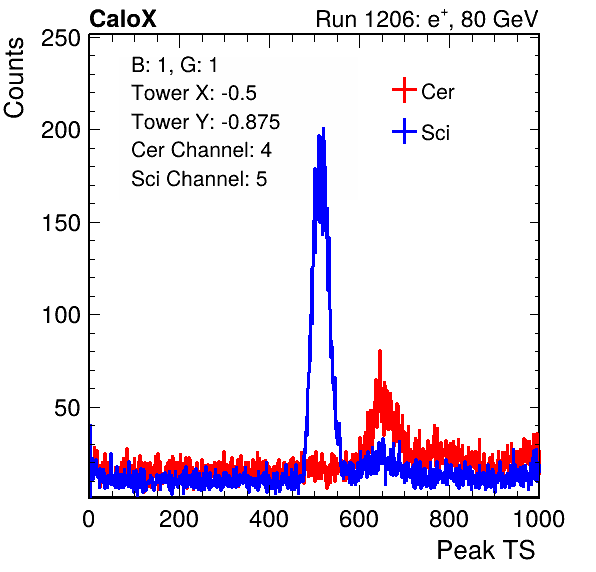 CaloX
Run 1206: e+, 80 GeV
Counts
250
200
150
100
50
B: 1, G: 1
Tower X: -0.5
Tower Y: -0.875
Cer Channel: 4
Sci Channel: 5
Cer
Sci
0
200
400
600
800
1000
Peak TS